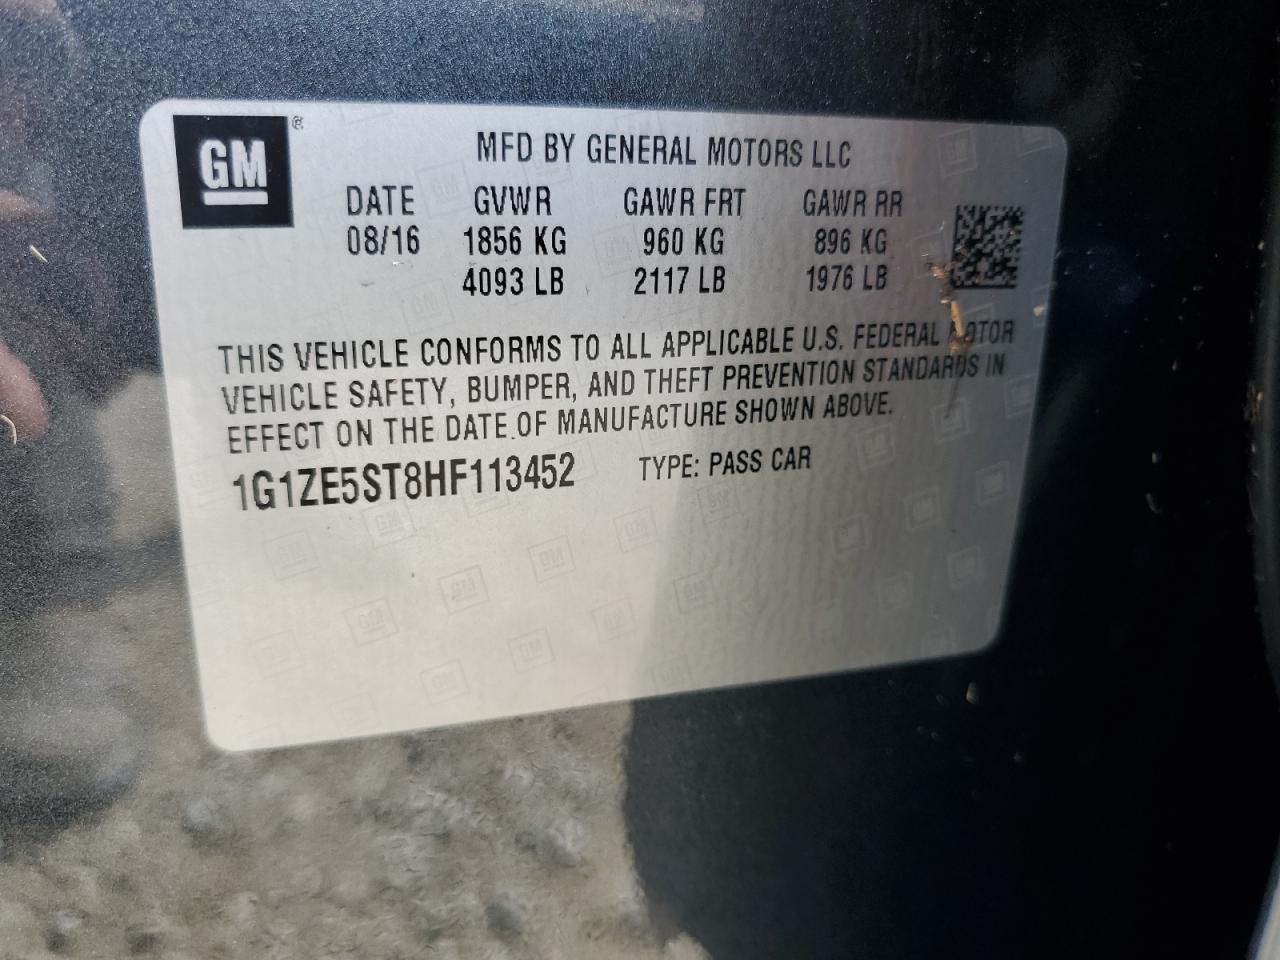 GM®
MFD BY GENERAL MOTORS LLC
DATE GVWR GAWR FRT GAWR RR
08/16 1856 KG 960 KG 896 KG
4093 LB 2117 LB 1976 LB
THIS VEHICLE CONFORMS TO ALL APPLICABLE U.S. FEDERAL MOTOR
VEHICLE SAFETY, BUMPER, AND THEFT PREVENTION STANDARDS IN
EFFECT ON THE DATE OF MANUFACTURE SHOWN ABOVE.
1G1ZE5ST8HF113452 TYPE: PASS CAR